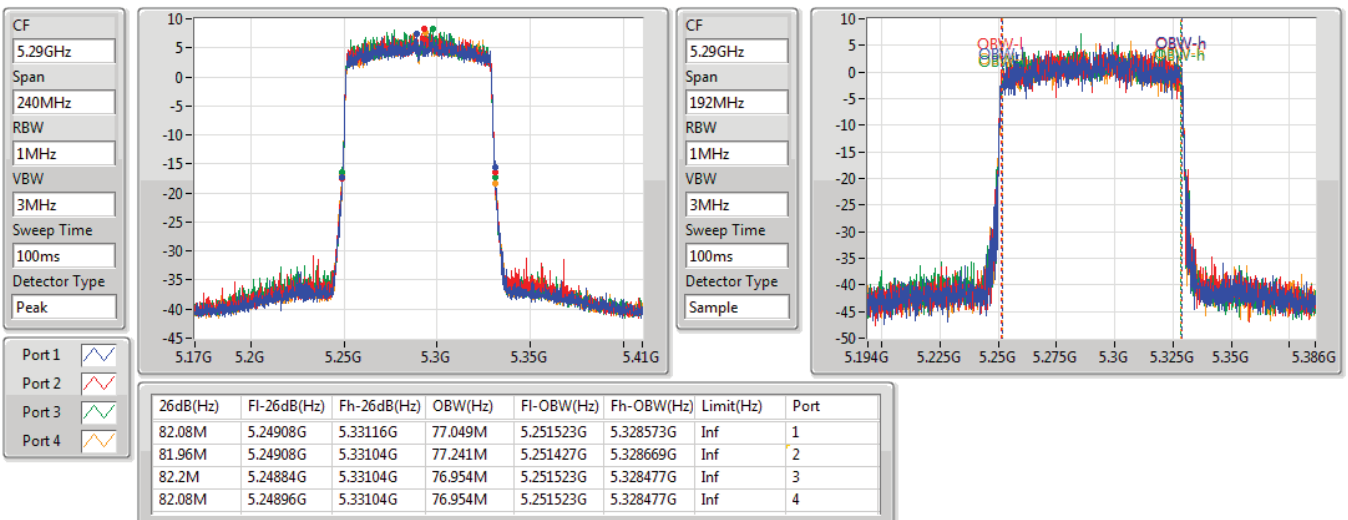 CF
5.29GHz
Span
240MHz
RBW
1MHz
VBW
3MHz
Sweep Time
100ms
Detector Type
Peak
10
5
0
-5
-10
-15
-20
-25
-30
-35
-40
-45
5.17G 5.2G 5.25G 5.3G 5.35G 5.41G
CF
5.29GHz
Span
192MHz
RBW
1MHz
VBW
3MHz
Sweep Time
100ms
Detector Type
Sample
10
5
0
-5
-10
-15
-20
-25
-30
-35
-40
-45
-50
OBW-l OBW-h
OBW-h
5.194G 5.225G 5.25G 5.275G 5.3G 5.325G 5.35G 5.386G
Port 1
Port 2
Port 3
Port 4
26dB(Hz) Fl-26dB(Hz) Fh-26dB(Hz) OBW(Hz) Fl-OBW(Hz) Fh-OBW(Hz) Limit(Hz) Port
82.08M 5.24908G 5.33116G 77.049M 5.251523G 5.328573G Inf 1
81.96M 5.24908G 5.33104G 77.241M 5.251427G 5.328669G Inf 2
82.2M 5.24884G 5.33104G 76.954M 5.251523G 5.328477G Inf 3
82.08M 5.24896G 5.33104G 76.954M 5.251523G 5.328477G Inf 4